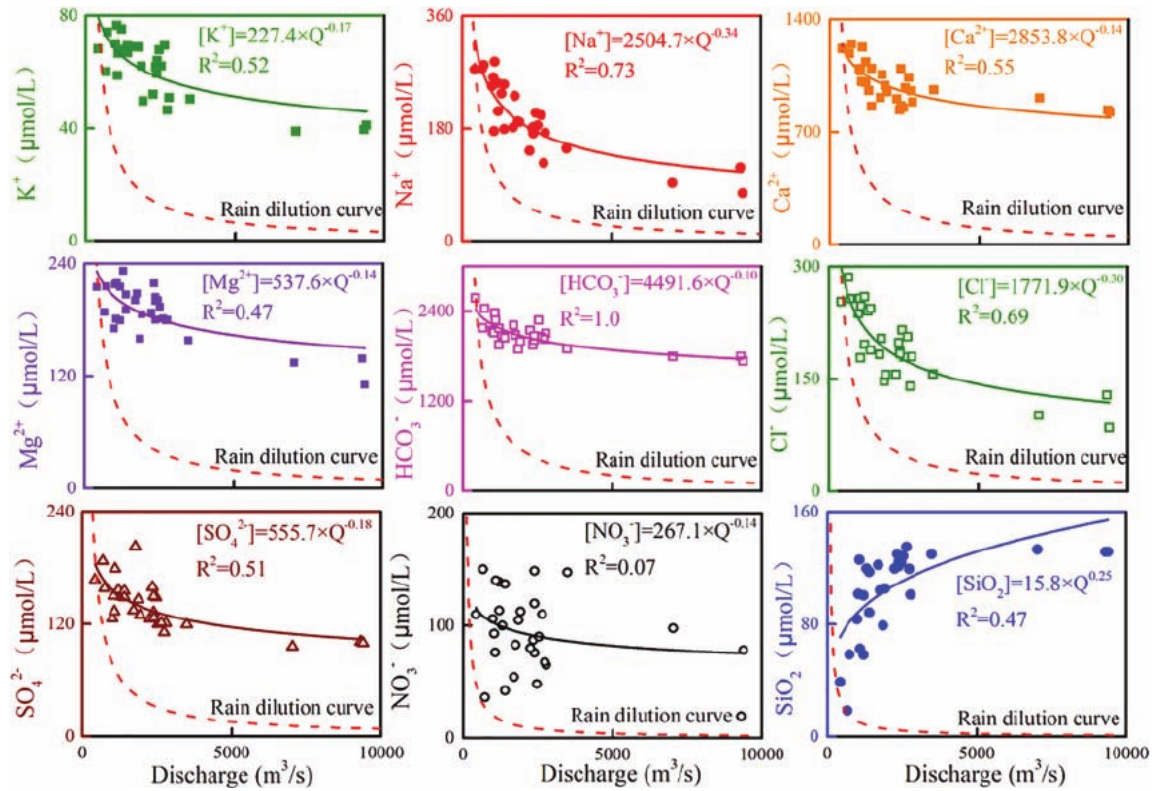 80
40
0
K⁺ (μmol/L)
[K⁺]=227.4×Q⁻⁰·¹⁷
R²=0.52
Rain dilution curve
360
180
0
Na⁺ (μmol/L)
[Na⁺]=2504.7×Q⁻⁰·³⁴
R²=0.73
Rain dilution curve
1400
700
0
Ca²⁺ (μmol/L)
[Ca²⁺]=2853.8×Q⁻⁰·¹⁴
R²=0.55
Rain dilution curve
240
120
0
Mg²⁺ (μmol/L)
[Mg²⁺]=537.6×Q⁻⁰·¹⁴
R²=0.47
Rain dilution curve
2400
1200
0
HCO₃⁻ (μmol/L)
[HCO₃⁻]=4491.6×Q⁻⁰·¹⁰
R²=1.0
Rain dilution curve
300
150
0
Cl⁻ (μmol/L)
[Cl⁻]=1771.9×Q⁻⁰·³⁰
R²=0.69
Rain dilution curve
240
120
0
SO₄²⁻ (μmol/L)
[SO₄²⁻]=555.7×Q⁻⁰·¹⁸
R²=0.51
Rain dilution curve
0 5000 10000
Discharge (m³/s)
200
100
0
NO₃⁻ (μmol/L)
[NO₃⁻]=267.1×Q⁻⁰·¹⁴
R²=0.07
Rain dilution curve
0 5000 10000
Discharge (m³/s)
160
80
0
SiO₂ (μmol/L)
[SiO₂]=15.8×Q⁰·²⁵
R²=0.47
Rain dilution curve
0 5000 10000
Discharge (m³/s)